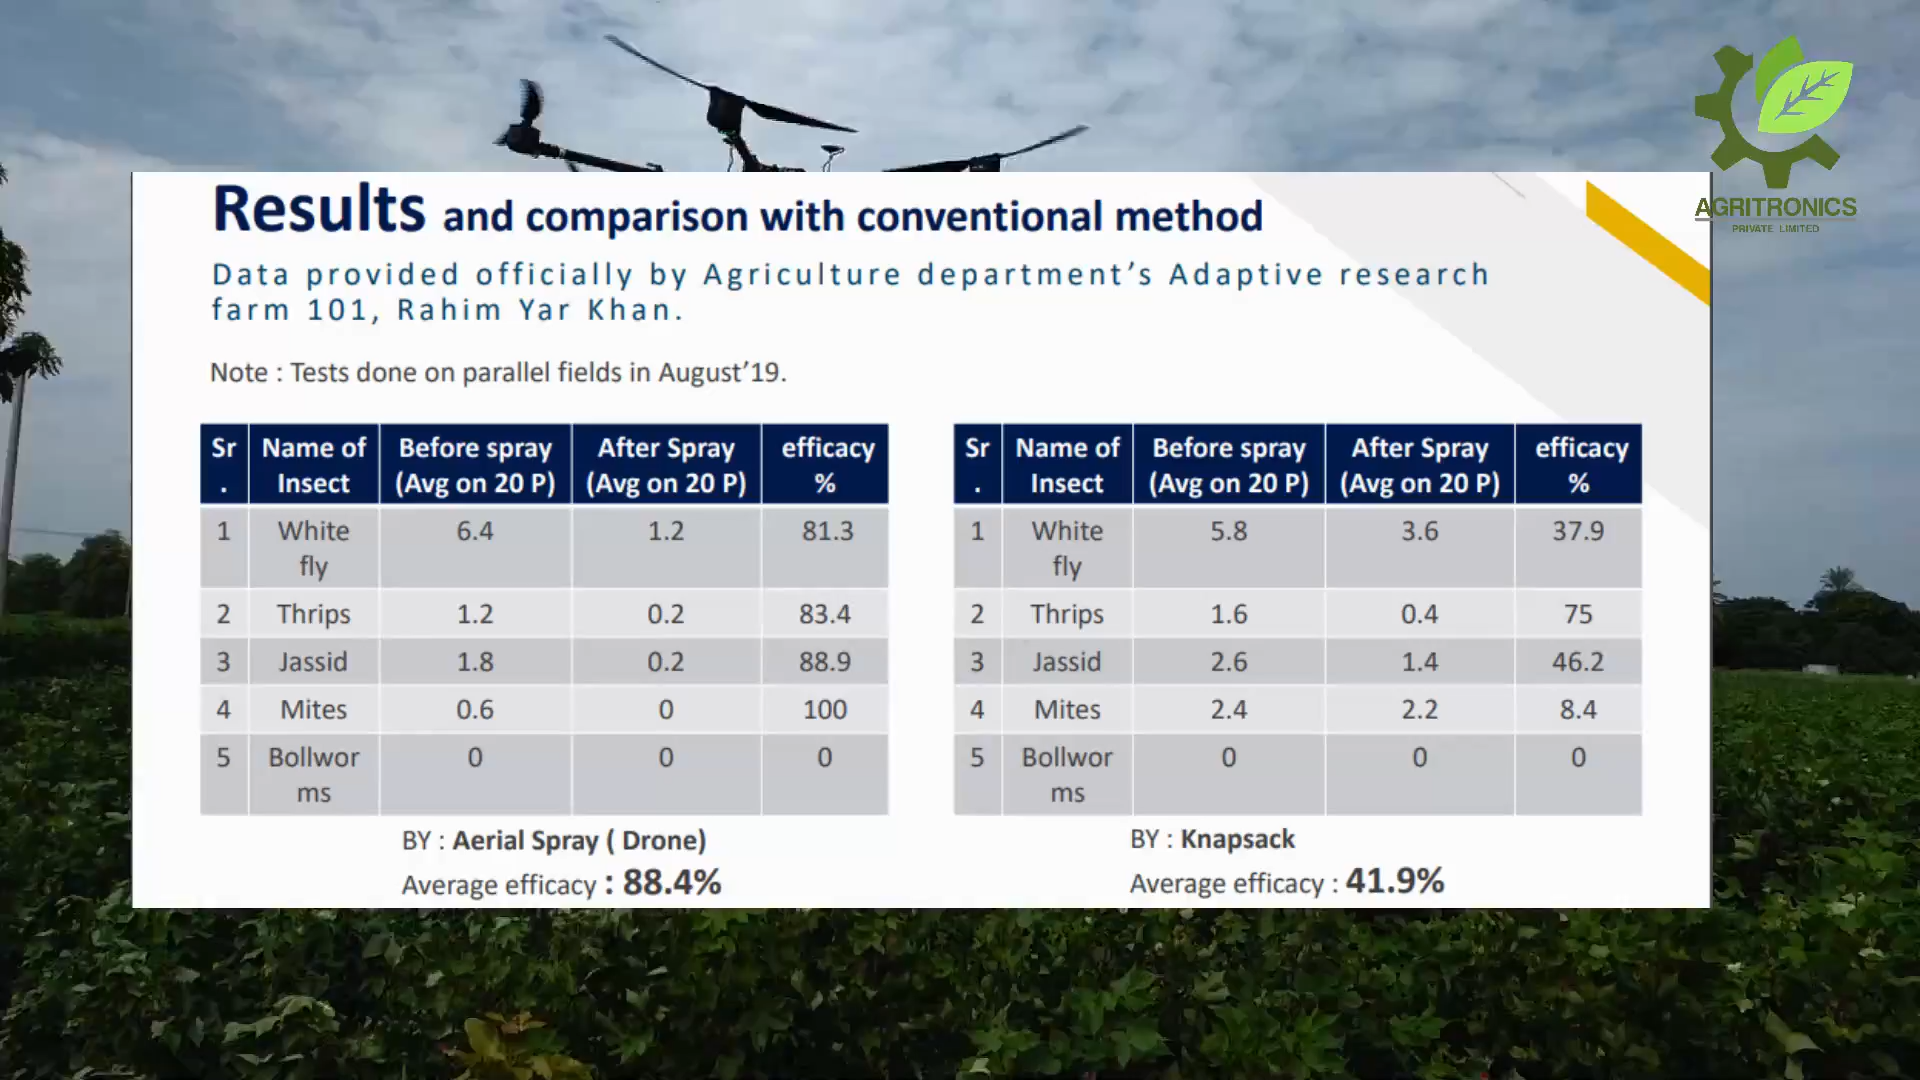 AGRITRONICS
PRIVATE LIMITED
Results and comparison with conventional method
Data provided officially by Agriculture department’s Adaptive research
farm 101, Rahim Yar Khan.
Note : Tests done on parallel fields in August’19.
Sr Name of Before spray After Spray efficacy
. Insect (Avg on 20 P) (Avg on 20 P) %
1 White 6.4 1.2 81.3
fly
2 Thrips 1.2 0.2 83.4
3 Jassid 1.8 0.2 88.9
4 Mites 0.6 0 100
5 Bollwor 0 0 0
ms
BY : Aerial Spray ( Drone)
Average efficacy : 88.4%
Sr Name of Before spray After Spray efficacy
. Insect (Avg on 20 P) (Avg on 20 P) %
1 White 5.8 3.6 37.9
fly
2 Thrips 1.6 0.4 75
3 Jassid 2.6 1.4 46.2
4 Mites 2.4 2.2 8.4
5 Bollwor 0 0 0
ms
BY : Knapsack
Average efficacy : 41.9%